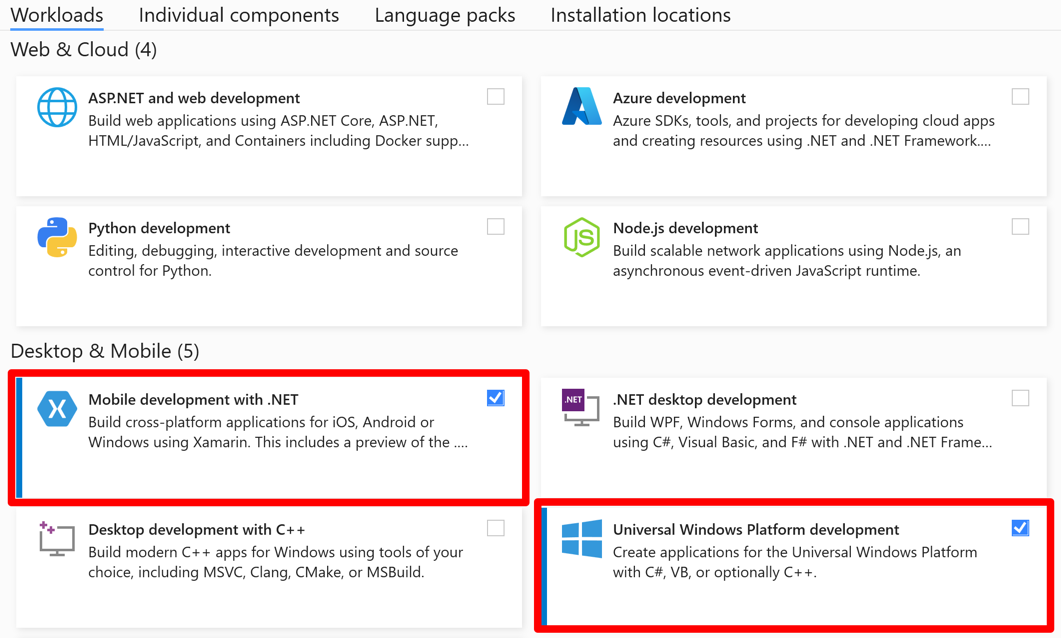 Workloads Individual components Language packs Installation locations
Web & Cloud (4)
ASP.NET and web development
Build web applications using ASP.NET Core, ASP.NET,
HTML/JavaScript, and Containers including Docker supp...
Azure development
Azure SDKs, tools, and projects for developing cloud apps
and creating resources using .NET and .NET Framework....
Python development
Editing, debugging, interactive development and source
control for Python.
JS
Node.js development
Build scalable network applications using Node.js, an
asynchronous event-driven JavaScript runtime.
Desktop & Mobile (5)
X
Mobile development with .NET
Build cross-platform applications for iOS, Android or
Windows using Xamarin. This includes a preview of the ....
.NET
.NET desktop development
Build WPF, Windows Forms, and console applications
using C#, Visual Basic, and F# with .NET and .NET Frame...
Desktop development with C++
Build modern C++ apps for Windows using tools of your
choice, including MSVC, Clang, CMake, or MSBuild.
Universal Windows Platform development
Create applications for the Universal Windows Platform
with C#, VB, or optionally C++.